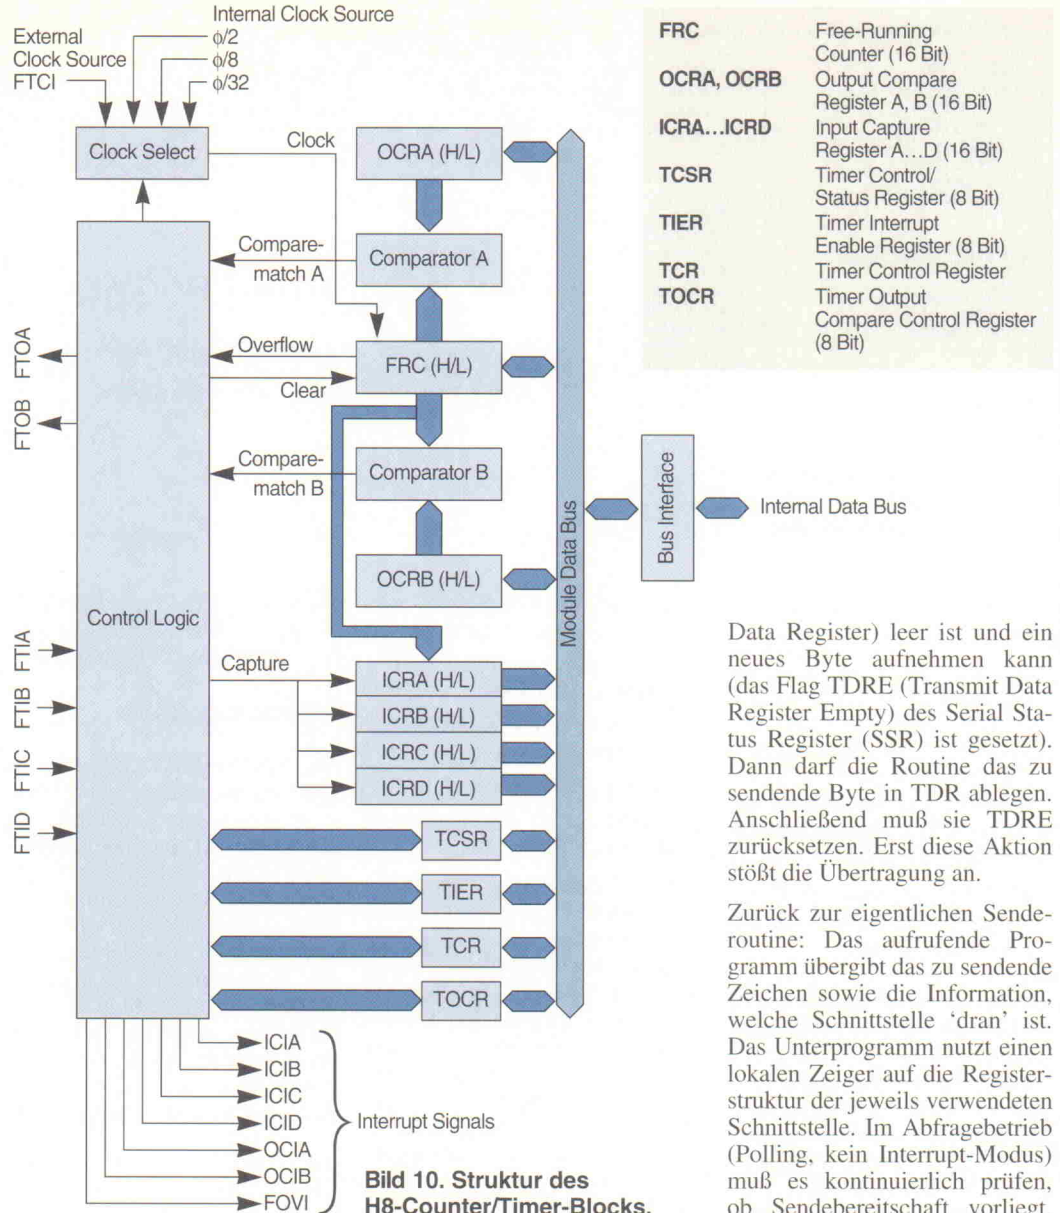 Internal Clock Source
External
Clock Source
FTCI
ϕ/2
ϕ/8
ϕ/32
Clock Select
Clock
OCRA (H/L)
Compare-
match A
Comparator A
FTOA
Overflow
FRC (H/L)
Clear
FTOB
Compare-
match B
Comparator B
OCRB (H/L)
Module Data Bus
Bus Interface
Internal Data Bus
Control Logic
FTIA
FTIB
FTIC
FTID
Capture
ICRA (H/L)
ICRB (H/L)
ICRC (H/L)
ICRD (H/L)
TCSR
TIER
TCR
TOCR
ICIA
ICIB
ICIC
ICID
OCIA
OCIB
FOVI
Interrupt Signals
Bild 10. Struktur des
H8-Counter/Timer-Blocks.
FRC Free-Running
Counter (16 Bit)
OCRA, OCRB Output Compare
Register A, B (16 Bit)
ICRA...ICRD Input Capture
Register A...D (16 Bit)
TCSR Timer Control/
Status Register (8 Bit)
TIER Timer Interrupt
Enable Register (8 Bit)
TCR Timer Control Register
TOCR Timer Output
Compare Control Register
(8 Bit)
Data Register) leer ist und ein
neues Byte aufnehmen kann
(das Flag TDRE (Transmit Data
Register Empty) des Serial Sta-
tus Register (SSR) ist gesetzt).
Dann darf die Routine das zu
sendende Byte in TDR ablegen.
Anschließend muß sie TDRE
zurücksetzen. Erst diese Aktion
stößt die Übertragung an.
Zurück zur eigentlichen Sende-
routine: Das aufrufende Pro-
gramm übergibt das zu sendende
Zeichen sowie die Information,
welche Schnittstelle ‘dran’ ist.
Das Unterprogramm nutzt einen
lokalen Zeiger auf die Register-
struktur der jeweils verwendeten
Schnittstelle. Im Abfragebetrieb
(Polling, kein Interrupt-Modus)
muß es kontinuierlich prüfen,
ob Sendebereitschaft vorliegt.